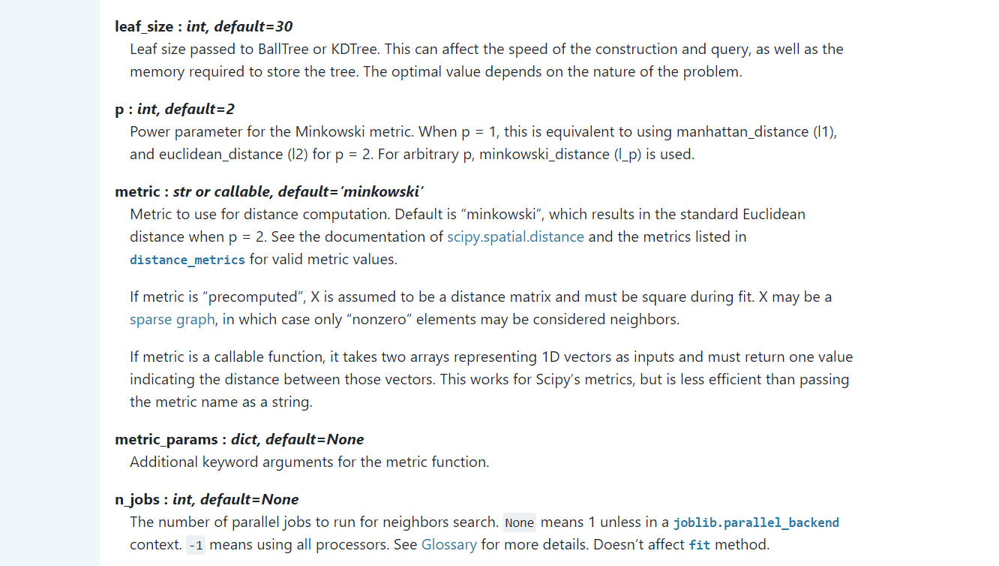 leaf_size : int, default=30
Leaf size passed to BallTree or KDTree. This can affect the speed of the construction and query, as well as the
memory required to store the tree. The optimal value depends on the nature of the problem.
p : int, default=2
Power parameter for the Minkowski metric. When p = 1, this is equivalent to using manhattan_distance (l1),
and euclidean_distance (l2) for p = 2. For arbitrary p, minkowski_distance (l_p) is used.
metric : str or callable, default=’minkowski’
Metric to use for distance computation. Default is “minkowski”, which results in the standard Euclidean
distance when p = 2. See the documentation of scipy.spatial.distance and the metrics listed in
distance_metrics for valid metric values.
If metric is “precomputed”, X is assumed to be a distance matrix and must be square during fit. X may be a
sparse graph, in which case only “nonzero” elements may be considered neighbors.
If metric is a callable function, it takes two arrays representing 1D vectors as inputs and must return one value
indicating the distance between those vectors. This works for Scipy’s metrics, but is less efficient than passing
the metric name as a string.
metric_params : dict, default=None
Additional keyword arguments for the metric function.
n_jobs : int, default=None
The number of parallel jobs to run for neighbors search. None means 1 unless in a joblib.parallel_backend
context. -1 means using all processors. See Glossary for more details. Doesn’t affect fit method.